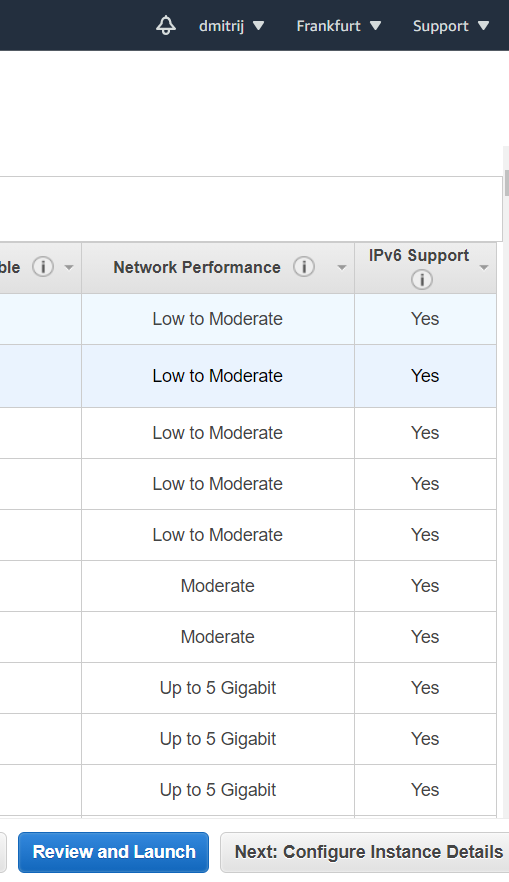 dmitrij Frankfurt Support
ble Network Performance IPv6 Support
Low to Moderate Yes
Low to Moderate Yes
Low to Moderate Yes
Low to Moderate Yes
Low to Moderate Yes
Moderate Yes
Moderate Yes
Up to 5 Gigabit Yes
Up to 5 Gigabit Yes
Up to 5 Gigabit Yes
Review and Launch Next: Configure Instance Details